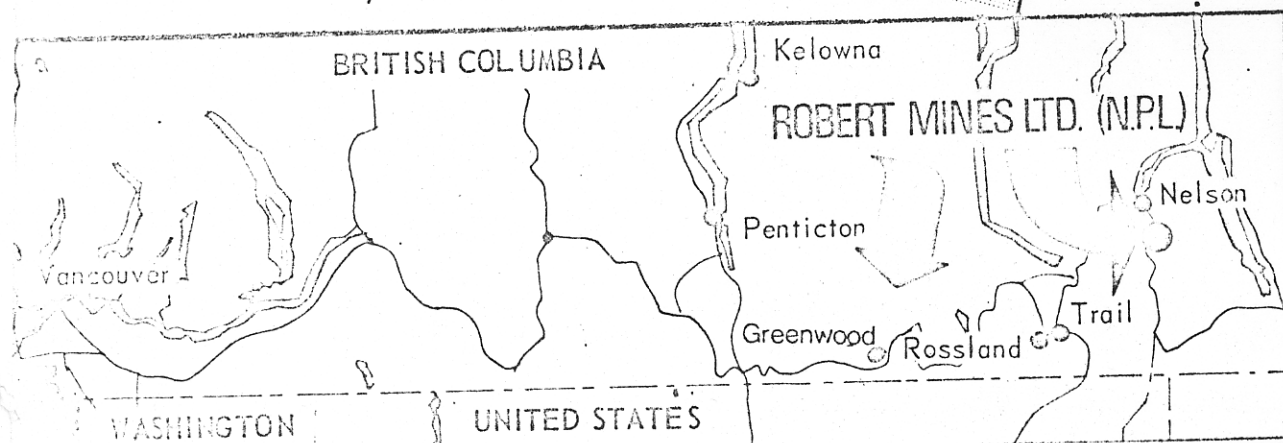 BRITISH COLUMBIA
Kelowna
ROBERT MINES LTD. (N.P.L.)
Nelson
Penticton
Vancouver
Trail
Greenwood
Rossland
WASHINGTON
UNITED STATES